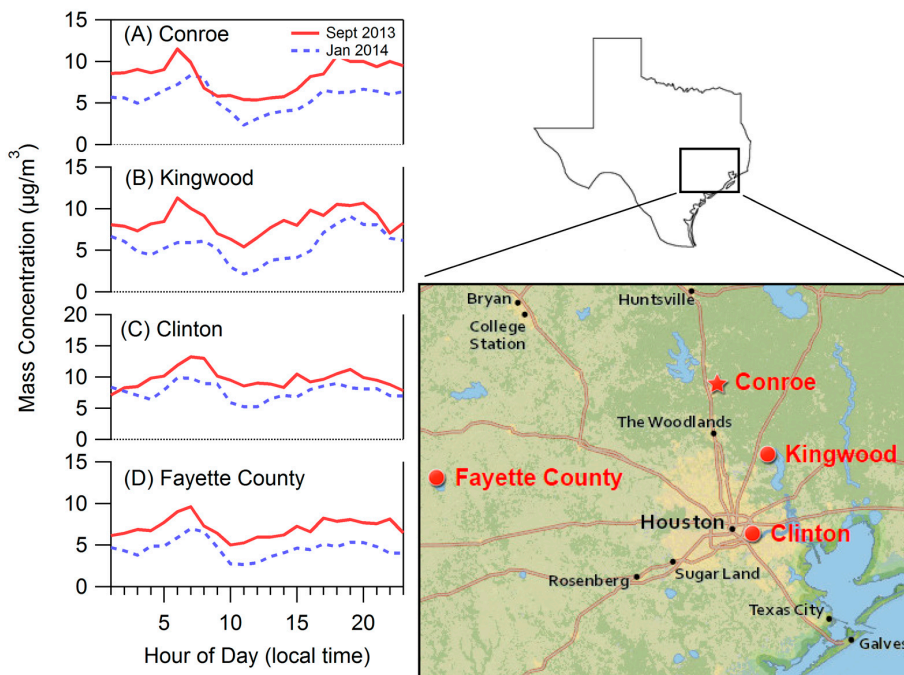 Mass Concentration (µg/m³)
(A) Conroe
Sept 2013
Jan 2014
15
10
5
0
(B) Kingwood
15
10
5
0
(C) Clinton
20
15
10
5
0
(D) Fayette County
15
10
5
0
5
10
15
20
Hour of Day (local time)
Bryan
College
Station
Huntsville
Conroe
The Woodlands
Kingwood
Fayette County
Houston
Clinton
Rosenberg
Sugar Land
Texas City
Galves